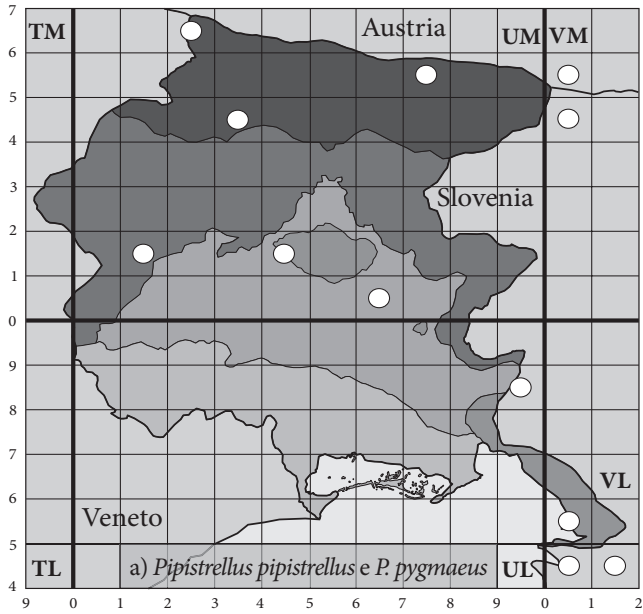 7
TM Austria UM VM
6
5
4
3
Slovenia
2
1
0
9
8
7
VL
6
Veneto
5
TL a) Pipistrellus pipistrellus e P. pygmaeus UL
4
9 0 1 2 3 4 5 6 7 8 9 0 1 2